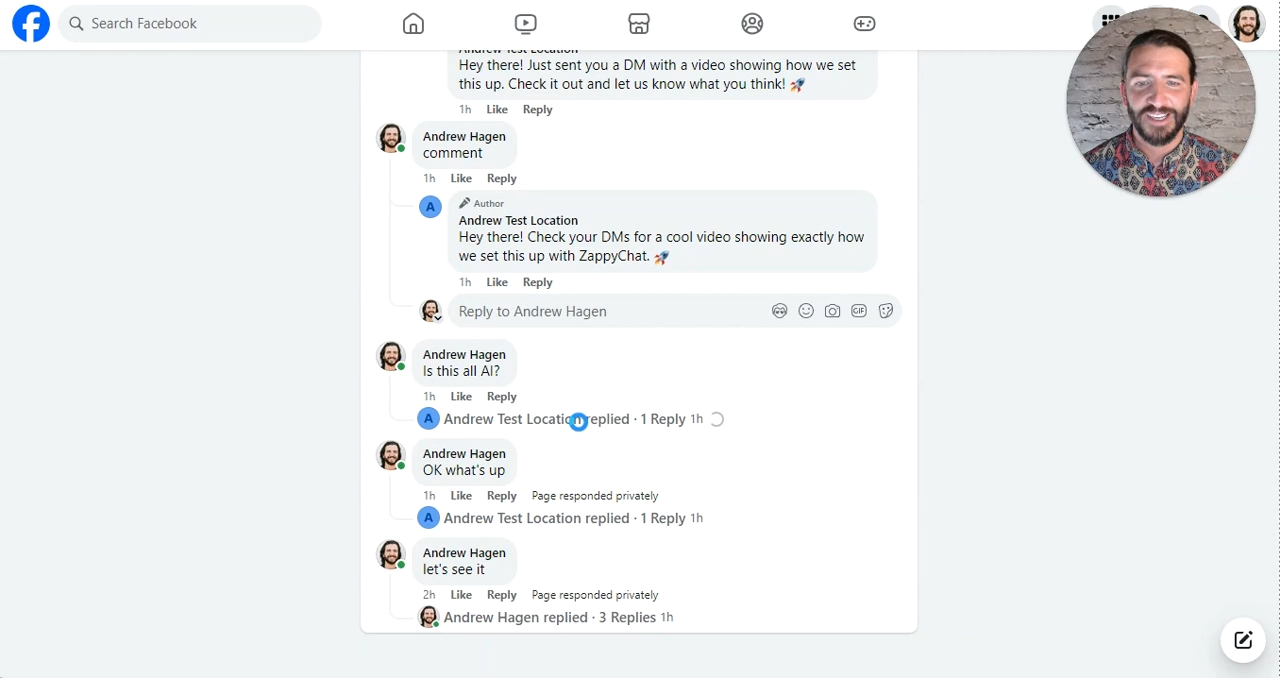 Search Facebook
Andrew Test Location
Hey there! Just sent you a DM with a video showing how we set
this up. Check it out and let us know what you think! 🚀
1h Like Reply
Andrew Hagen
comment
1h Like Reply
A
Author
Andrew Test Location
Hey there! Check your DMs for a cool video showing exactly how
we set this up with ZappyChat. 🚀
1h Like Reply
Reply to Andrew Hagen
GIF
Andrew Hagen
Is this all AI?
1h Like Reply
A Andrew Test Location replied · 1 Reply 1h
Andrew Hagen
OK what's up
1h Like Reply Page responded privately
A Andrew Test Location replied · 1 Reply 1h
Andrew Hagen
let's see it
2h Like Reply Page responded privately
Andrew Hagen replied · 3 Replies 1h